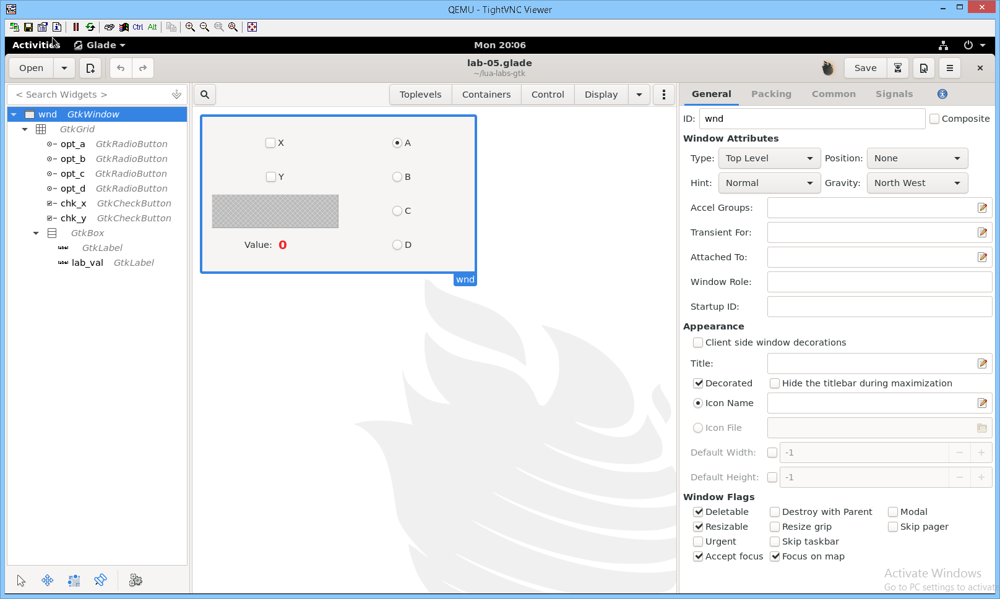 QEMU - TightVNC Viewer
Ctrl Alt
Activities Glade Mon 20:06
Open lab-05.glade Save
~/lua-labs-gtk
< Search Widgets > Toplevels Containers Control Display General Packing Common Signals
wnd GtkWindow
GtkGrid
opt_a GtkRadioButton
opt_b GtkRadioButton
opt_c GtkRadioButton
opt_d GtkRadioButton
chk_x GtkCheckButton
chk_y GtkCheckButton
GtkBox
label GtkLabel
label lab_val GtkLabel
X A
Y B
C
Value: 0 D
wnd
ID: wnd Composite
Window Attributes
Type: Top Level Position: None
Hint: Normal Gravity: North West
Accel Groups:
Transient For:
Attached To:
Window Role:
Startup ID:
Appearance
Client side window decorations
Title:
Decorated Hide the titlebar during maximization
Icon Name
Icon File
Default Width: -1
Default Height: -1
Window Flags
Deletable Destroy with Parent Modal
Resizable Resize grip Skip pager
Urgent Skip taskbar
Accept focus Focus on map
Activate Windows
Go to PC settings to activate